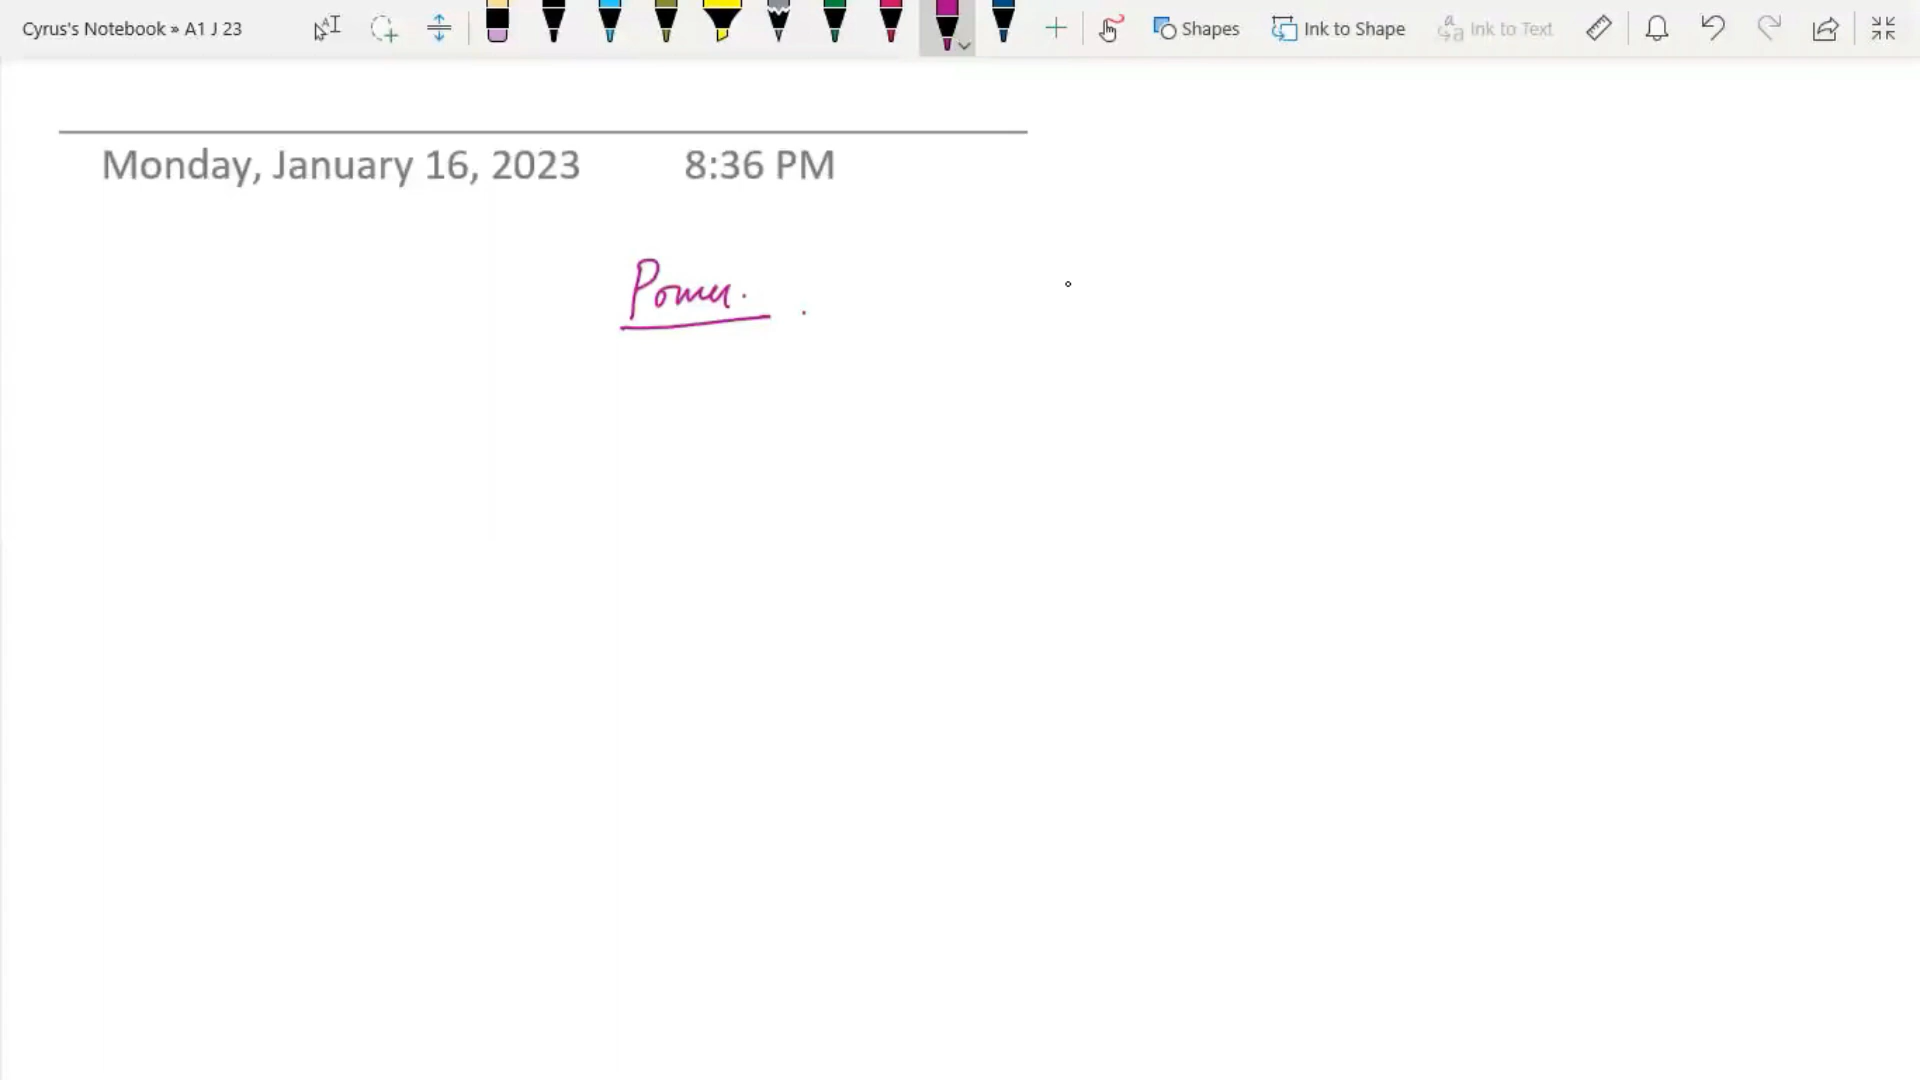 Cyrus's Notebook » A1 J 23 Shapes Ink to Shape Ink to Text
Monday, January 16, 2023 8:36 PM
Power.